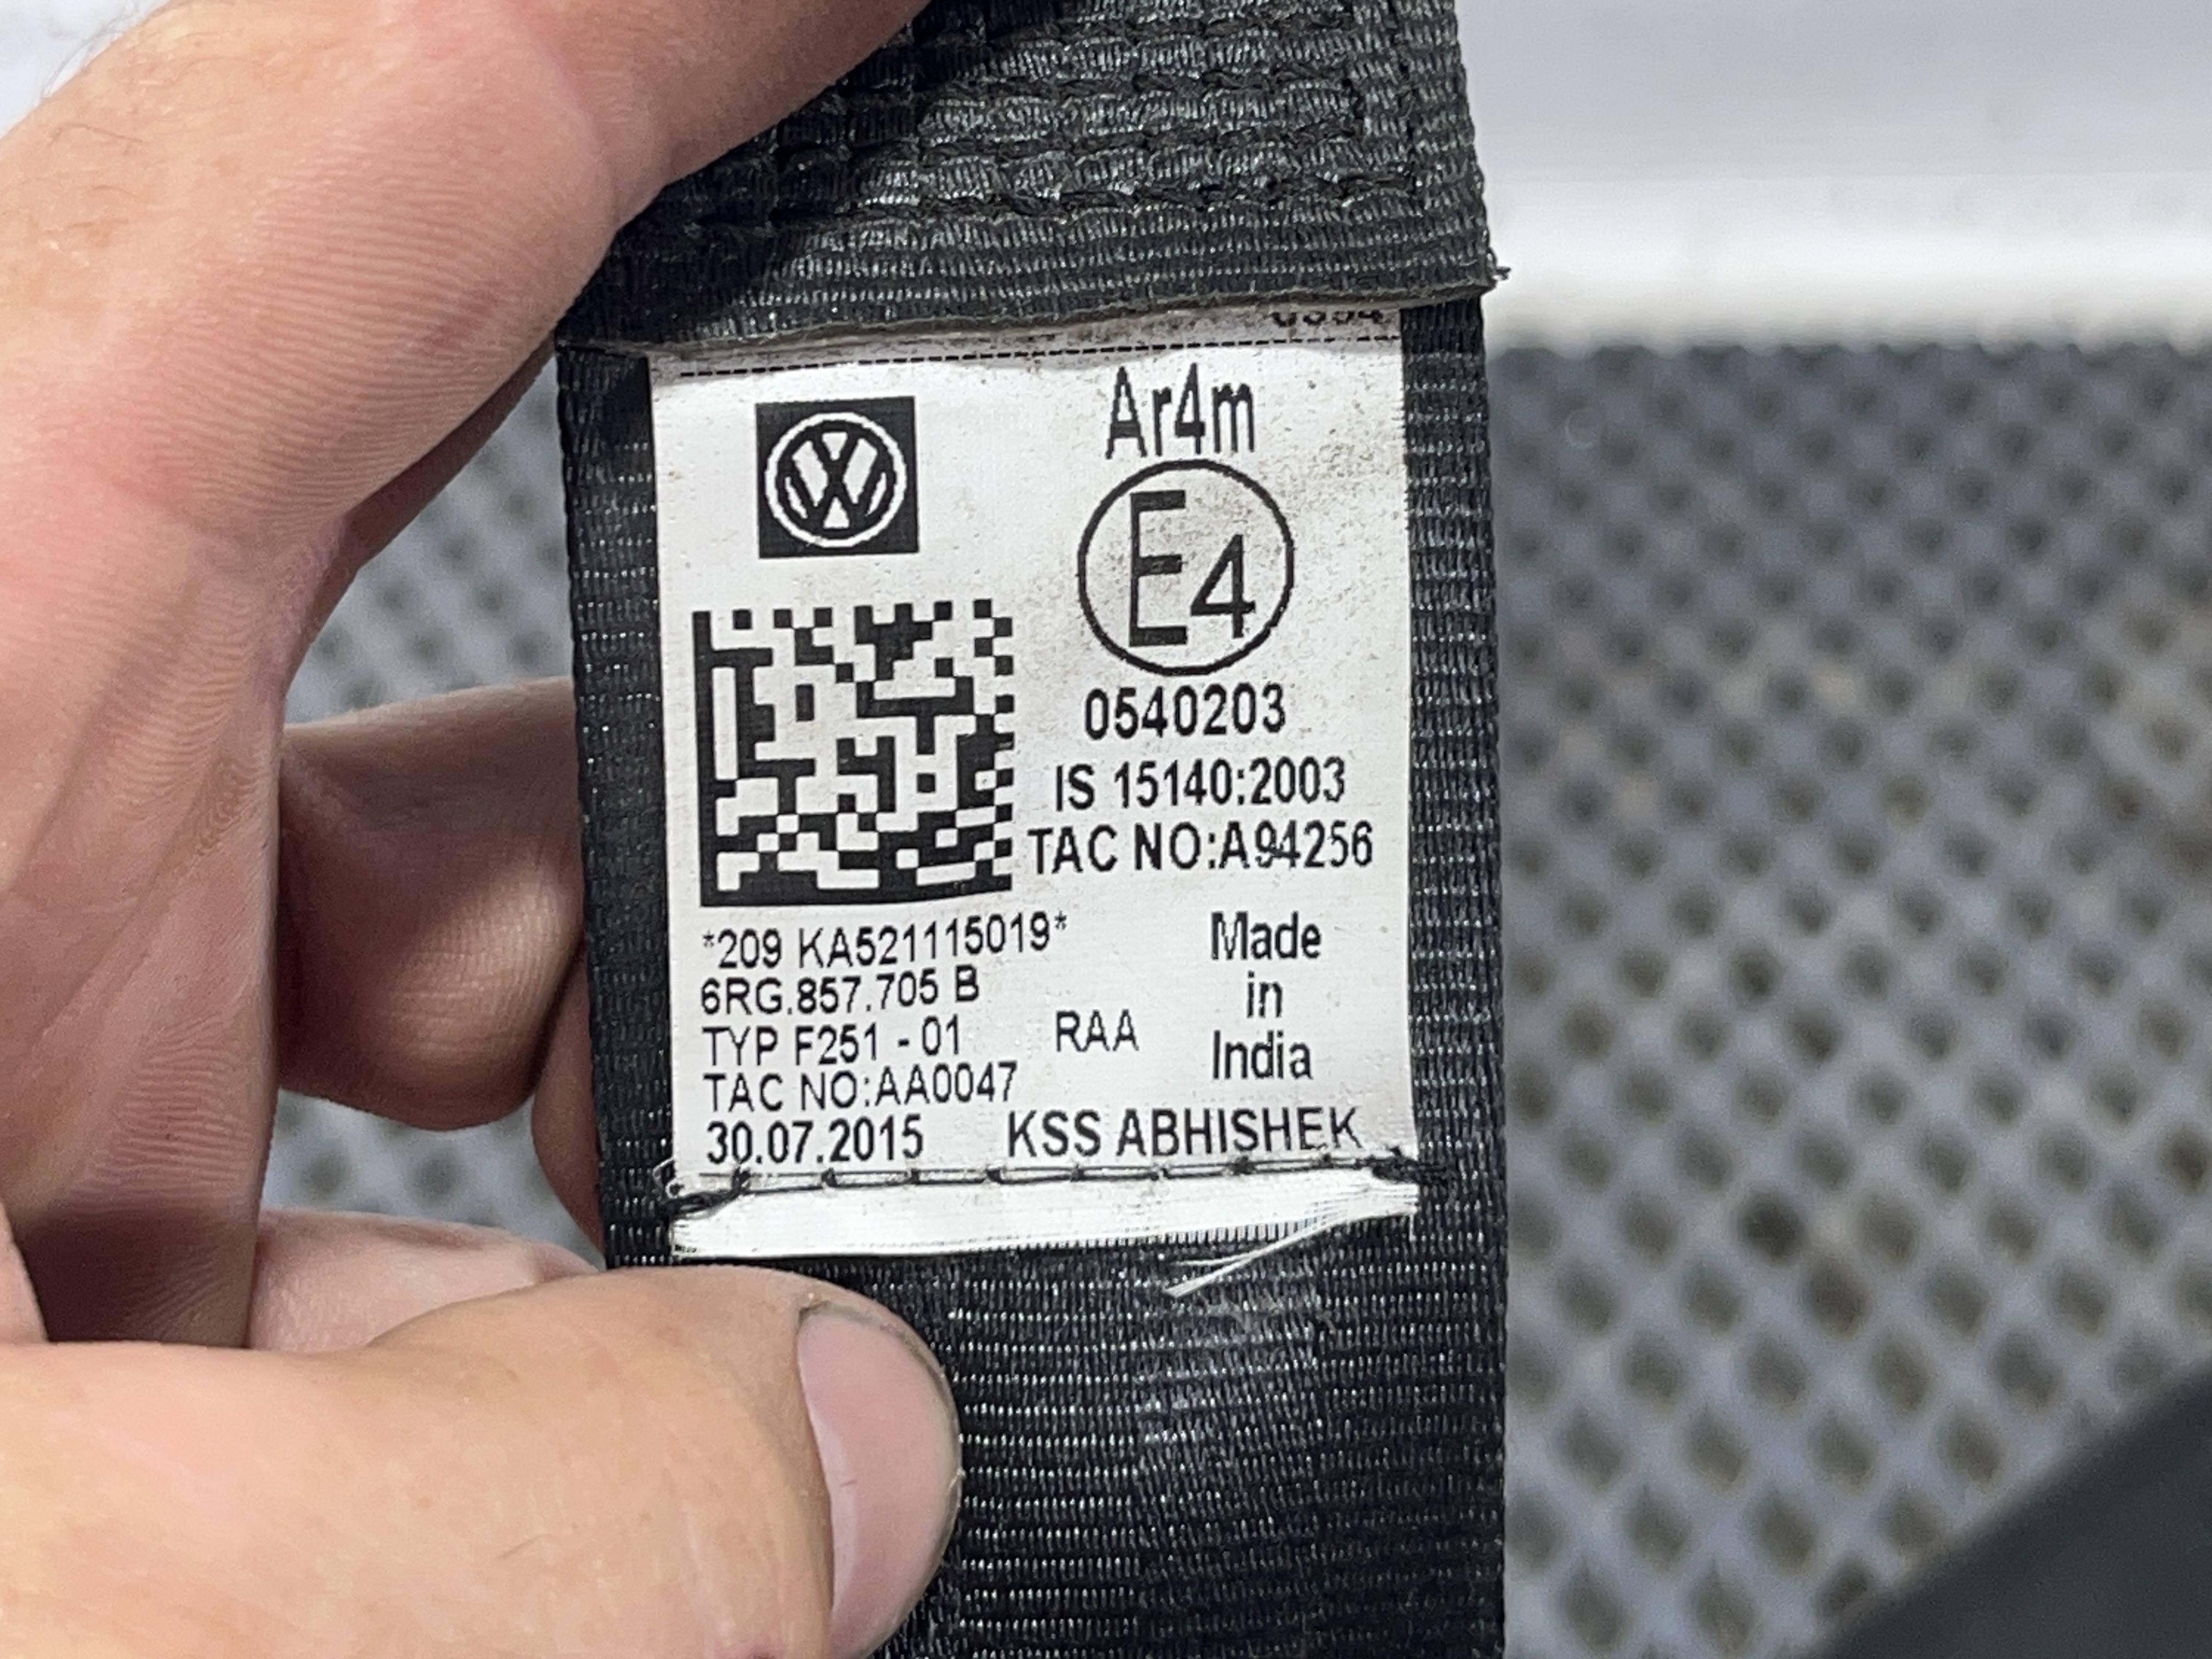 Ar4m
E4
0540203
IS 15140:2003
TAC NO:A94256
*209 KA521115019*
6RG.857.705 B
TYP F251 - 01
RAA
TAC NO:AA0047
Made
in
India
30.07.2015 KSS ABHISHEK